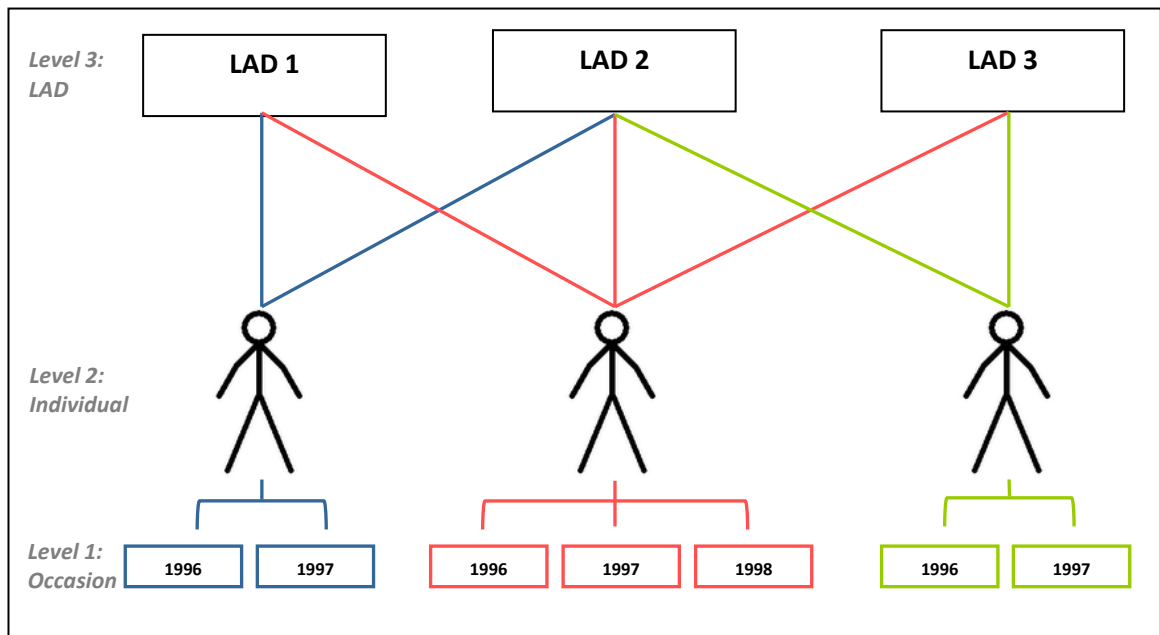 Level 3:
LAD
LAD 1
LAD 2
LAD 3
Level 2:
Individual
Level 1:
Occasion
1996
1997
1996
1997
1998
1996
1997